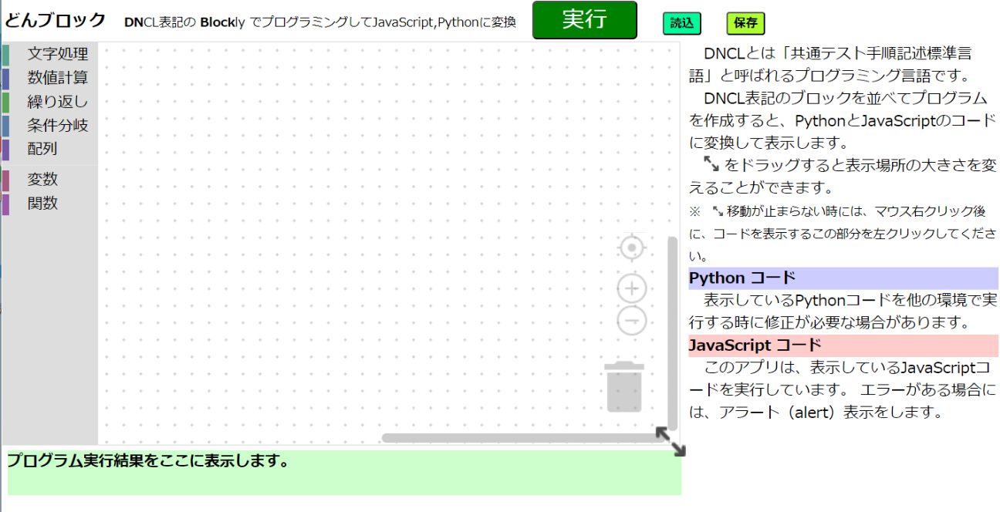 どんブロック
DNCL表記の Blockly でプログラミングしてJavaScript,Pythonに変換
実行
読込
保存
文字処理
数値計算
繰り返し
条件分岐
配列
変数
関数
プログラム実行結果をここに表示します。
DNCLとは「共通テスト手順記述標準言
語」と呼ばれるプログラミング言語です。
DNCL表記のブロックを並べてプログラム
を作成すると、PythonとJavaScriptのコード
に変換して表示します。
をドラッグすると表示場所の大きさを変
えることができます。
※ 移動が止まらない時には、マウス右クリック後
に、コードを表示するこの部分を左クリックしてくださ
い。
Python コード
表示しているPythonコードを他の環境で実
行する時に修正が必要な場合があります。
JavaScript コード
このアプリは、表示しているJavaScriptコ
ードを実行しています。 エラーがある場合に
は、アラート（alert）表示をします。